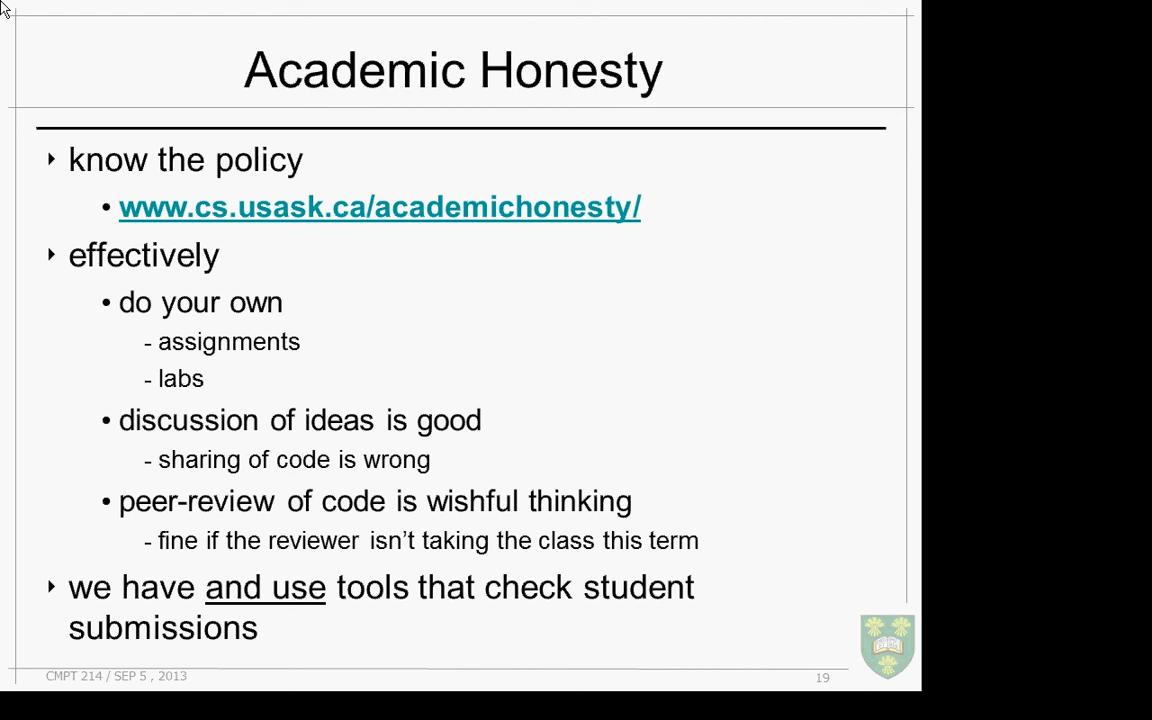 Academic Honesty
‣ know the policy
• www.cs.usask.ca/academichonesty/
‣ effectively
• do your own
- assignments
- labs
• discussion of ideas is good
- sharing of code is wrong
• peer-review of code is wishful thinking
- fine if the reviewer isn’t taking the class this term
‣ we have and use tools that check student
submissions
CMPT 214 / SEP 5 , 2013
19